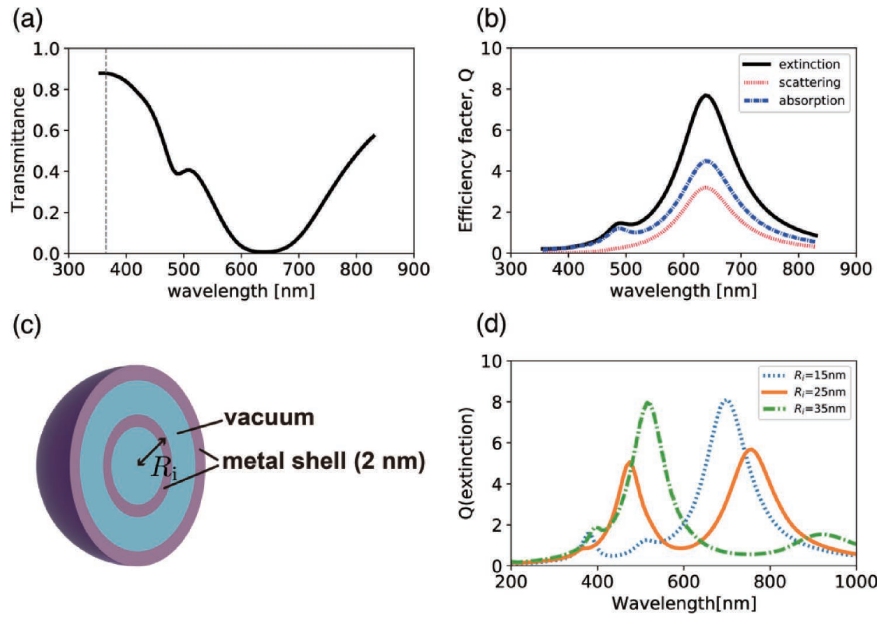 (a)
1.0
0.8
0.6
0.4
0.2
0.0
300 400 500 600 700 800 900
Transmittance
wavelength [nm]
(b)
10
8
6
4
2
0
300 400 500 600 700 800 900
Efficiency facter, Q
wavelength [nm]
extinction
scattering
absorption
(c)
vacuum
metal shell (2 nm)
Ri
(d)
10
8
6
4
2
0
200 400 600 800 1000
Q(extinction)
Wavelength[nm]
Ri=15nm
Ri=25nm
Ri=35nm